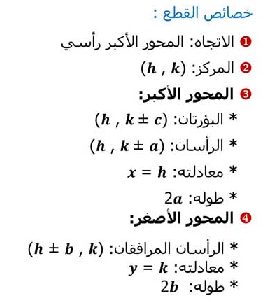 خصائص القطع :
❶ الاتجاه: المحور الأكبر رأسي
❷ المركز: (h , k)
❸ المحور الأكبر:
* البؤرتان: (h , k ± c)
* الرأسان: (h , k ± a)
* معادلته: x = h
* طوله: 2a
❹ المحور الأصغر:
* الرأسان المرافقان: (h ± b , k)
* معادلته: y = k
* طوله: 2b